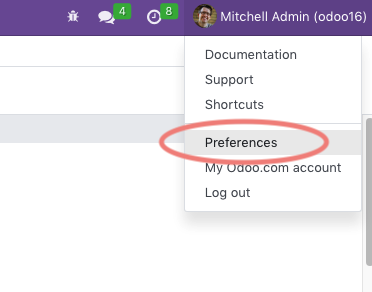 4
8
Mitchell Admin (odoo16)
Documentation
Support
Shortcuts
Preferences
My Odoo.com account
Log out